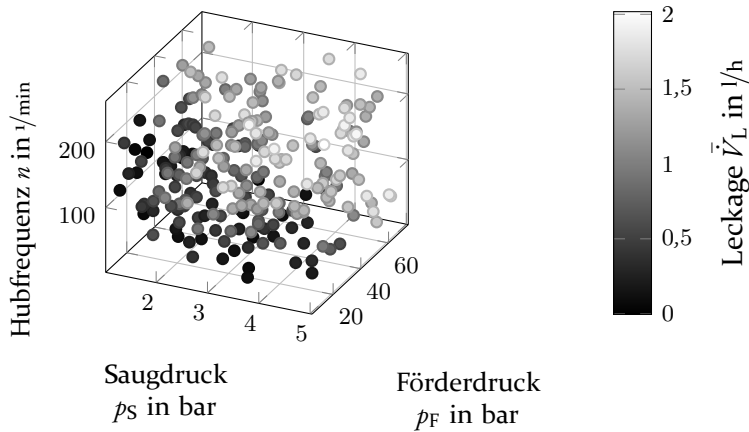 Hubfrequenz n in 1/min
200
100
2
3
4
5
20
40
60
Saugdruck
pS in bar
Förderdruck
pF in bar
2
1,5
1
0,5
0
Leckage V̇̄L in l/h